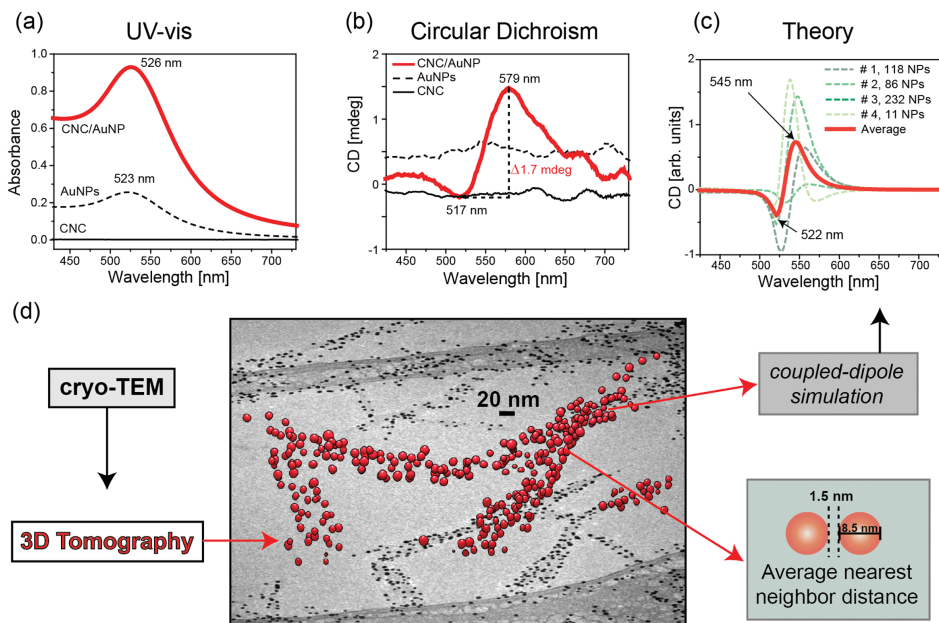 (a)
UV-vis
Absorbance
1.0
0.8
0.6
0.4
0.2
0.0
526 nm
CNC/AuNP
523 nm
AuNPs
CNC
450 500 550 600 650 700
Wavelength [nm]
(b)
Circular Dichroism
CD [mdeg]
2
1
0
-1
CNC/AuNP
AuNPs
CNC
579 nm
Δ1.7 mdeg
517 nm
450 500 550 600 650 700
Wavelength [nm]
(c)
Theory
CD [arb. units]
2
1
0
-1
545 nm
# 1, 118 NPs
# 2, 86 NPs
# 3, 232 NPs
# 4, 11 NPs
Average
522 nm
450 500 550 600 650 700
Wavelength [nm]
(d)
cryo-TEM
3D Tomography
20 nm
coupled-dipole
simulation
1.5 nm
8.5 nm
Average nearest
neighbor distance